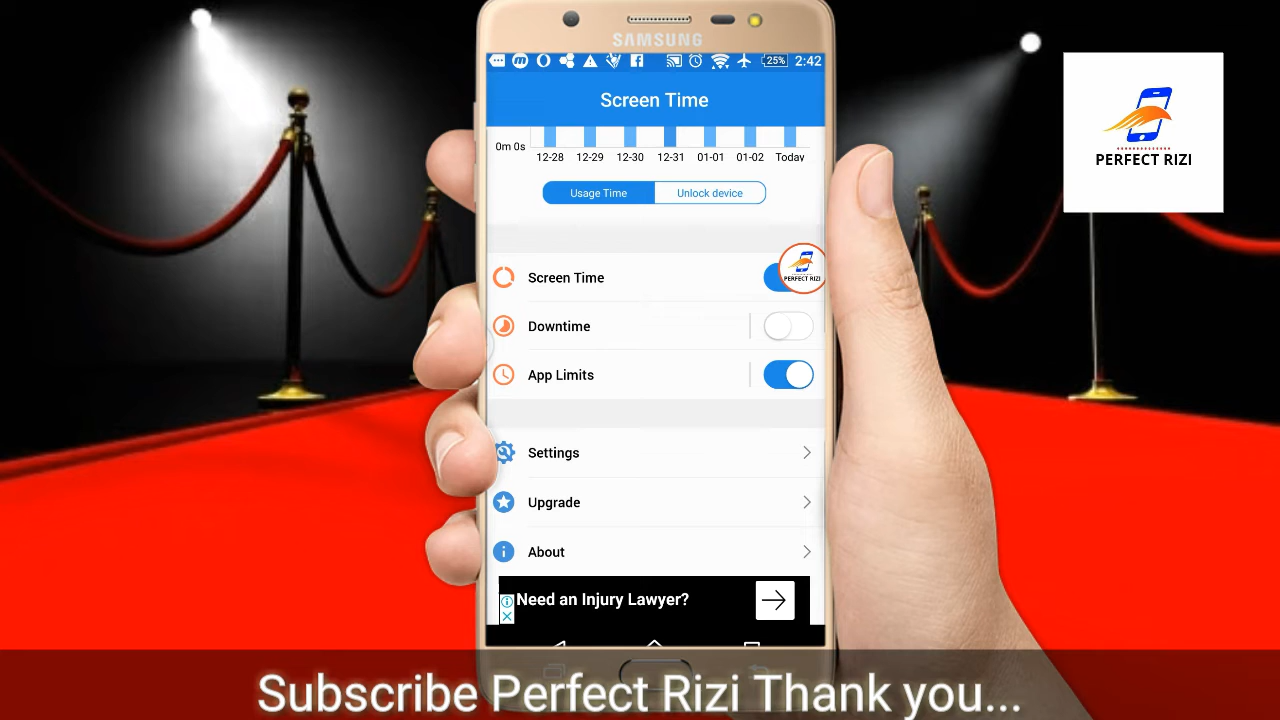 SAMSUNG
25% 2:42
Screen Time
0m 0s
12-28 12-29 12-30 12-31 01-01 01-02 Today
Usage Time Unlock device
Screen Time
PERFECT RIZI
Downtime
App Limits
Settings
Upgrade
About
Need an Injury Lawyer?
PERFECT RIZI
Subscribe Perfect Rizi Thank you...